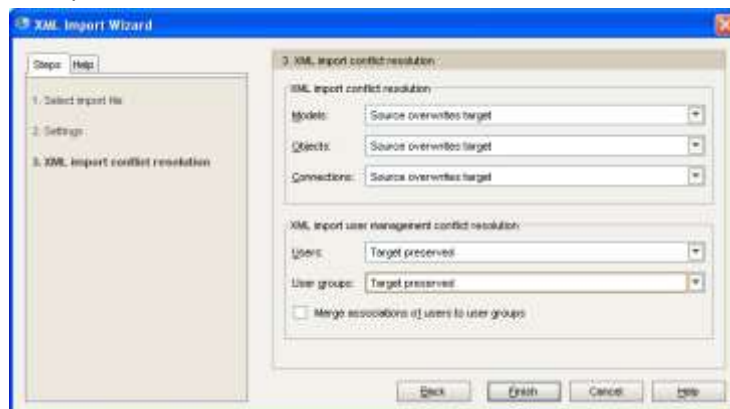 XML Import Wizard
Steps Help
1. Select import file
2. Settings
3. XML import conflict resolution
3. XML import conflict resolution
XML import conflict resolution
Models: Source overwrites target
Objects: Source overwrites target
Connections: Source overwrites target
XML import user management conflict resolution
Users: Target preserved
User groups: Target preserved
Merge associations of users to user groups
Back Finish Cancel Help